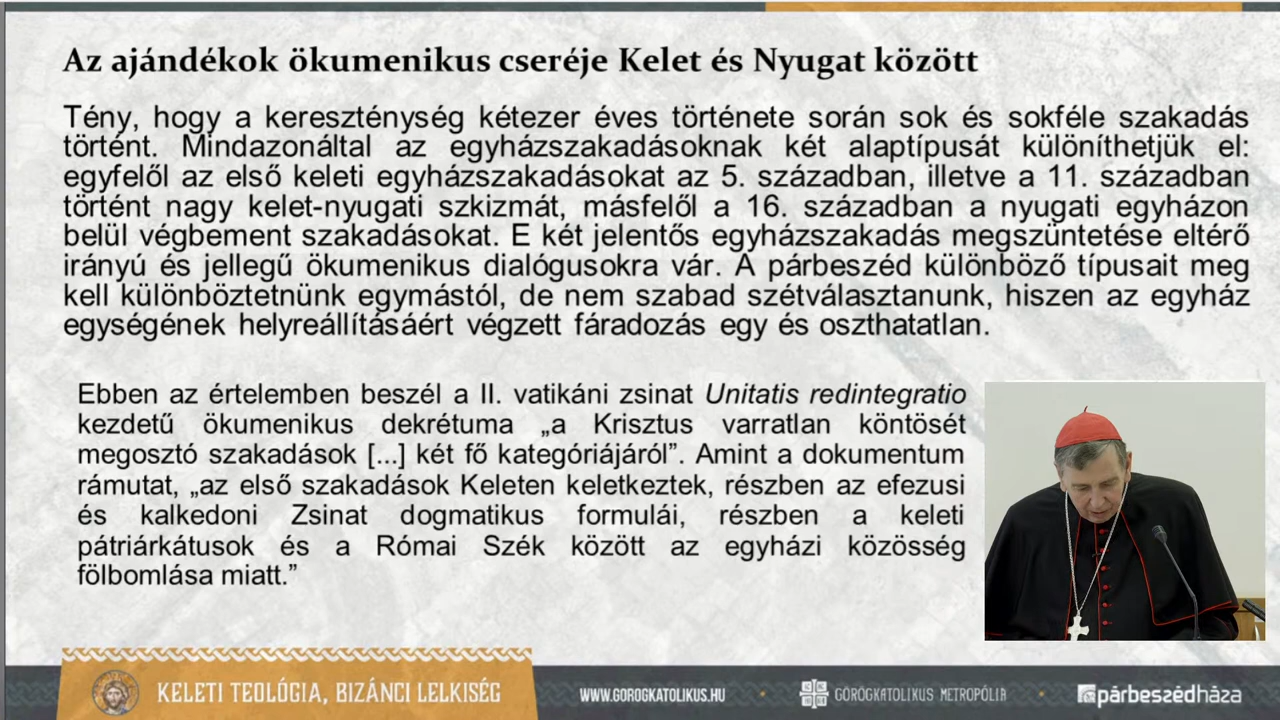 Az ajándékok ökumenikus cseréje Kelet és Nyugat között
Tény, hogy a kereszténység kétezer éves története során sok és sokféle szakadás
történt. Mindazonáltal az egyházszakadásoknak két alaptípusát különíthetjük el:
egyfelől az első keleti egyházszakadásokat az 5. században, illetve a 11. században
történt nagy kelet-nyugati szkizmát, másfelől a 16. században a nyugati egyházon
belül végbement szakadásokat. E két jelentős egyházszakadás megszüntetése eltérő
irányú és jellegű ökumenikus dialógusokra vár. A párbeszéd különböző típusait meg
kell különböztetnünk egymástól, de nem szabad szétválasztanunk, hiszen az egyház
egységének helyreállításáért végzett fáradozás egy és oszthatatlan.
Ebben az értelemben beszél a II. vatikáni zsinat Unitatis redintegratio
kezdetű ökumenikus dekrétuma „a Krisztus varratlan köntösét
megosztó szakadások [...] két fő kategóriájáról”. Amint a dokumentum
rámutat, „az első szakadások Keleten keletkeztek, részben az efezusi
és kalkedoni Zsinat dogmatikus formulái, részben a keleti
pátriárkátusok és a Római Szék között az egyházi közösség
fölbomlása miatt.”
KELETI TEOLÓGIA, BIZÁNCI LELKISÉG
WWW.GOROGKATOLIKUS.HU
GÖRÖGKATOLIKUS METROPÓLIA
párbeszédháza